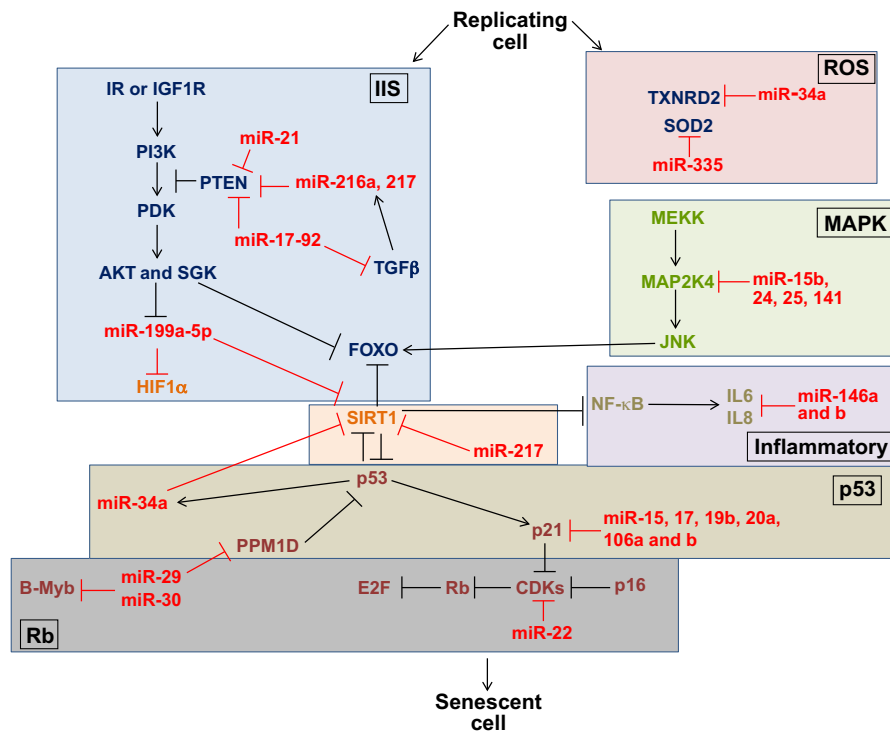 Replicating
cell
IIS
IR or IGF1R
PI3K
PDK
AKT and SGK
PTEN
miR-21
miR-216a, 217
miR-17-92
TGFβ
miR-199a-5p
HIF1α
FOXO
ROS
TXNRD2
miR-34a
SOD2
miR-335
MAPK
MEKK
MAP2K4
miR-15b,
24, 25, 141
JNK
NF-κB
IL6
IL8
miR-146a
and b
Inflammatory
SIRT1
miR-217
p53
p53
miR-34a
PPM1D
p21
miR-15, 17, 19b, 20a,
106a and b
B-Myb
miR-29
miR-30
E2F
Rb
CDKs
p16
miR-22
Rb
Senescent
cell